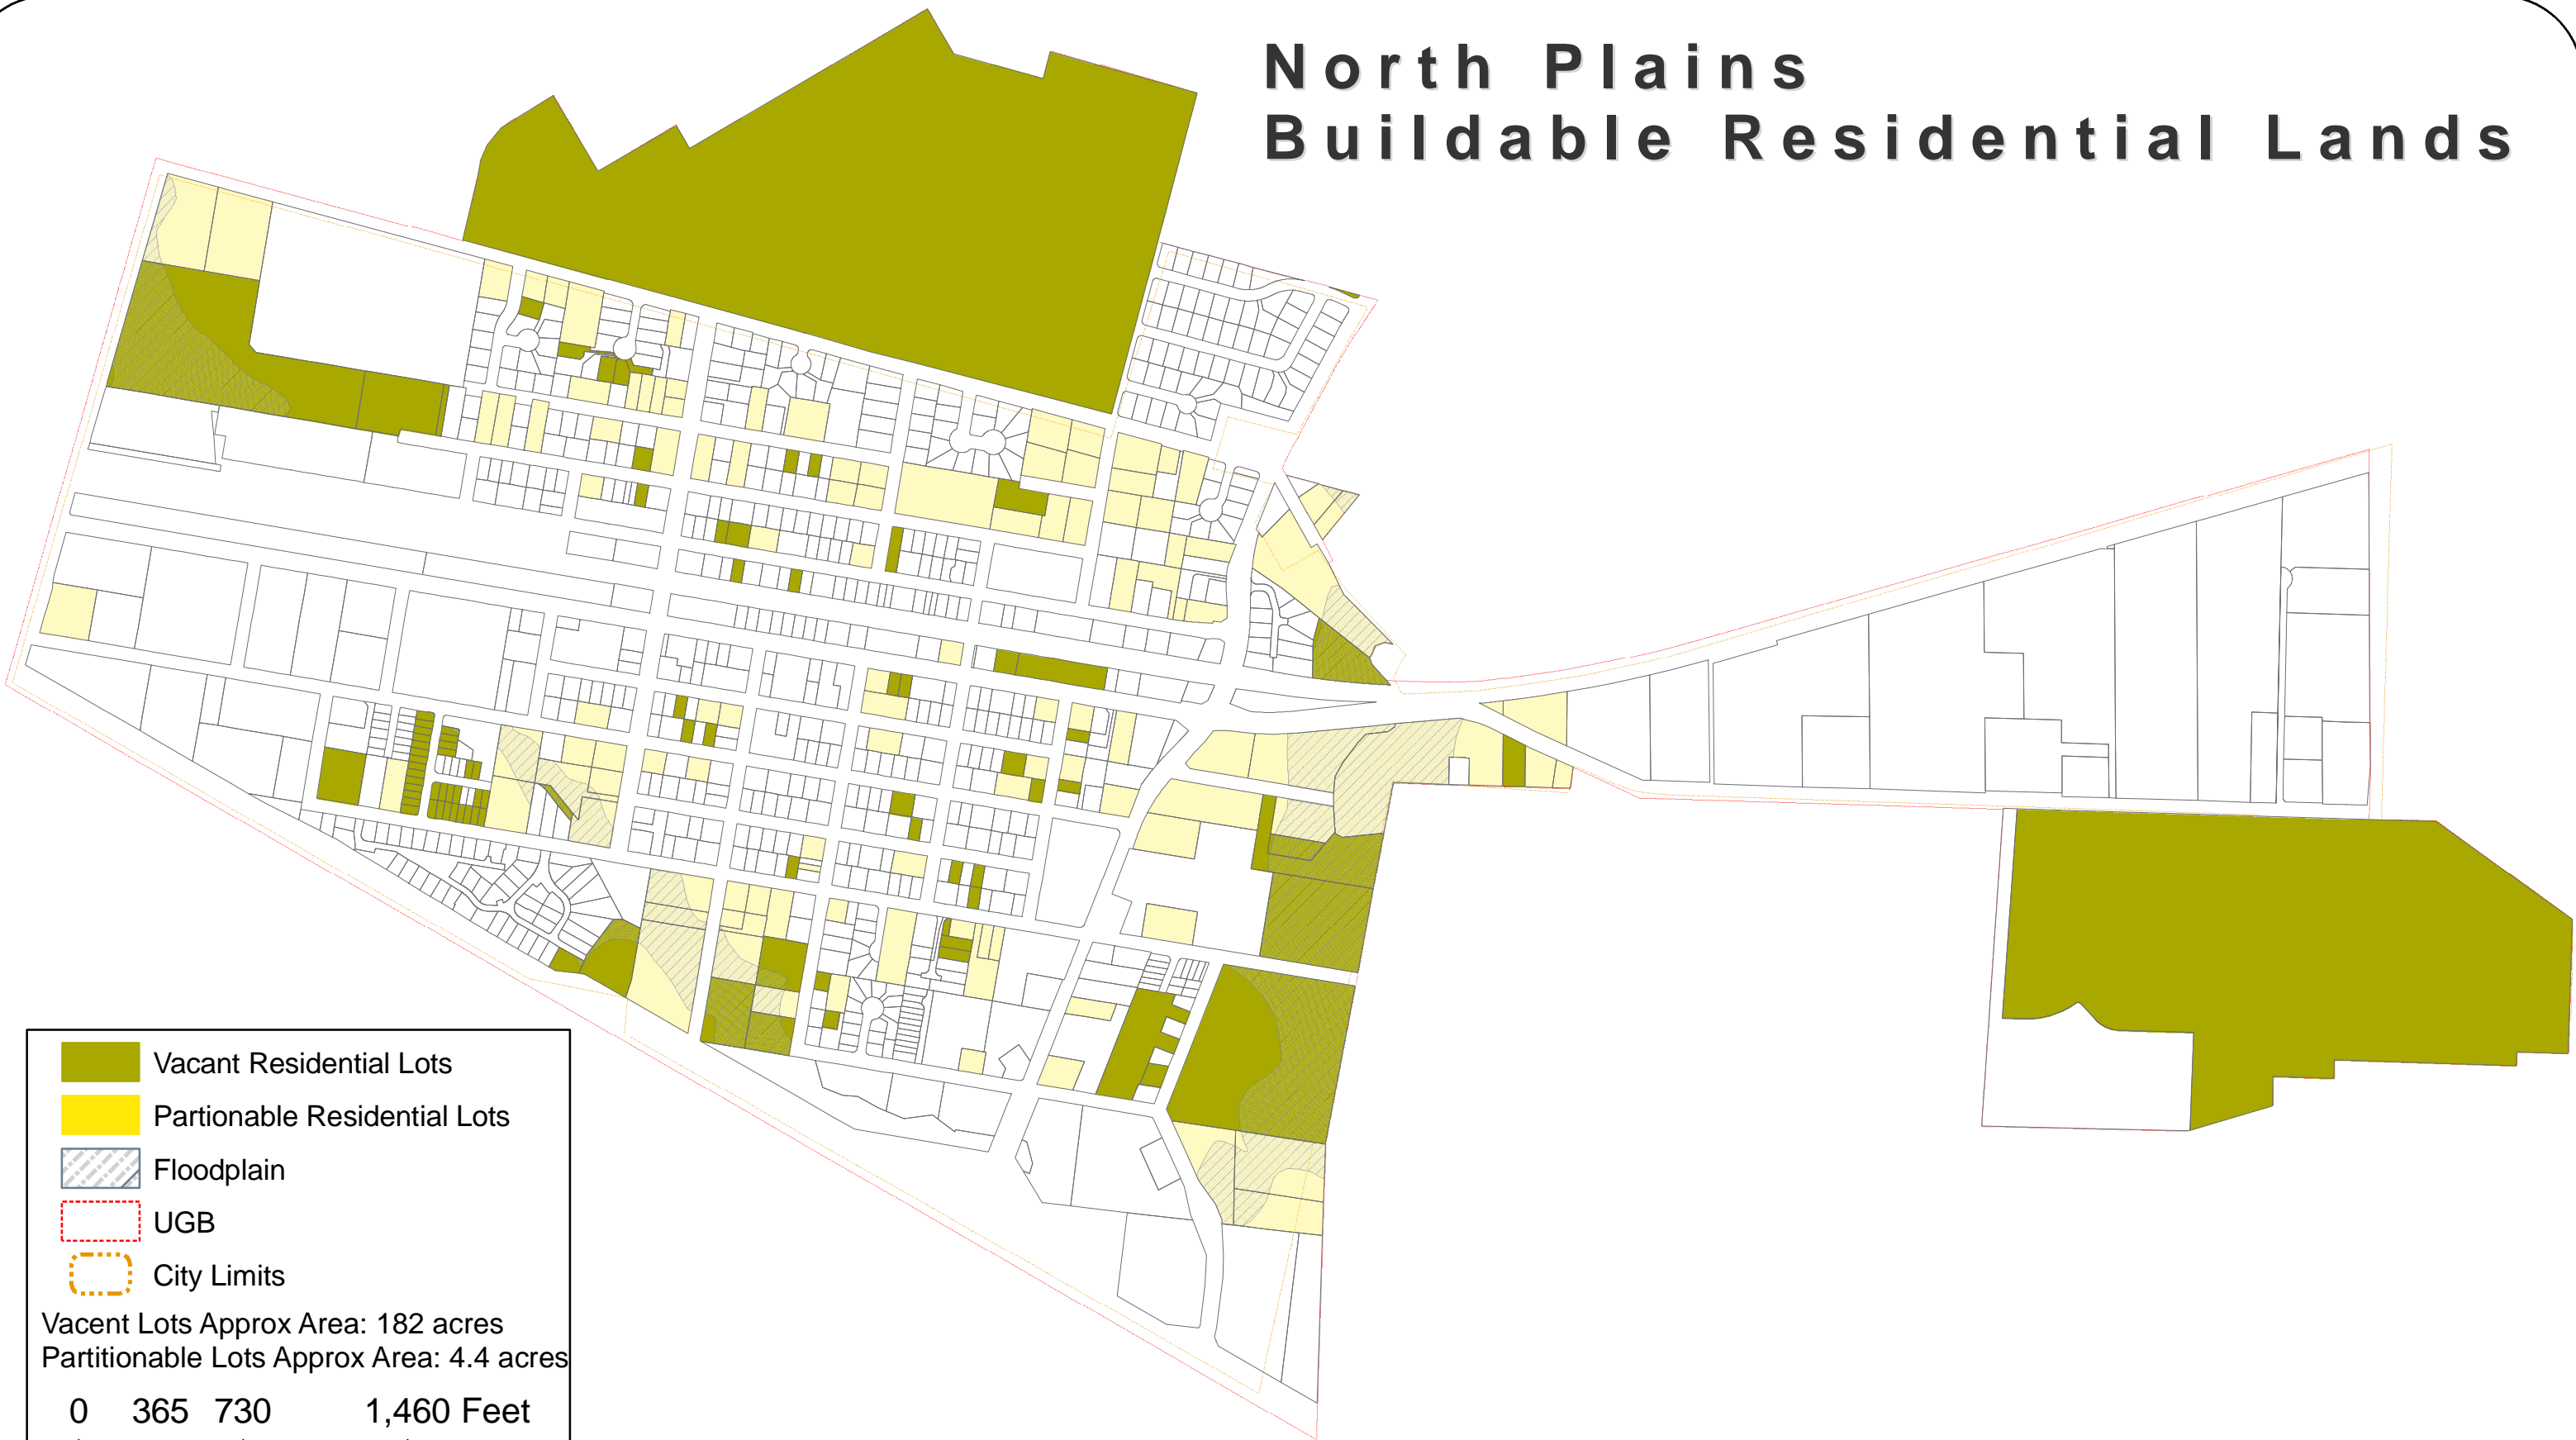 North Plains
Buildable Residential Lands
Vacant Residential Lots
Partionable Residential Lots
Floodplain
UGB
City Limits
Vacent Lots Approx Area: 182 acres
Partitionable Lots Approx Area: 4.4 acres
0 365 730 1,460 Feet